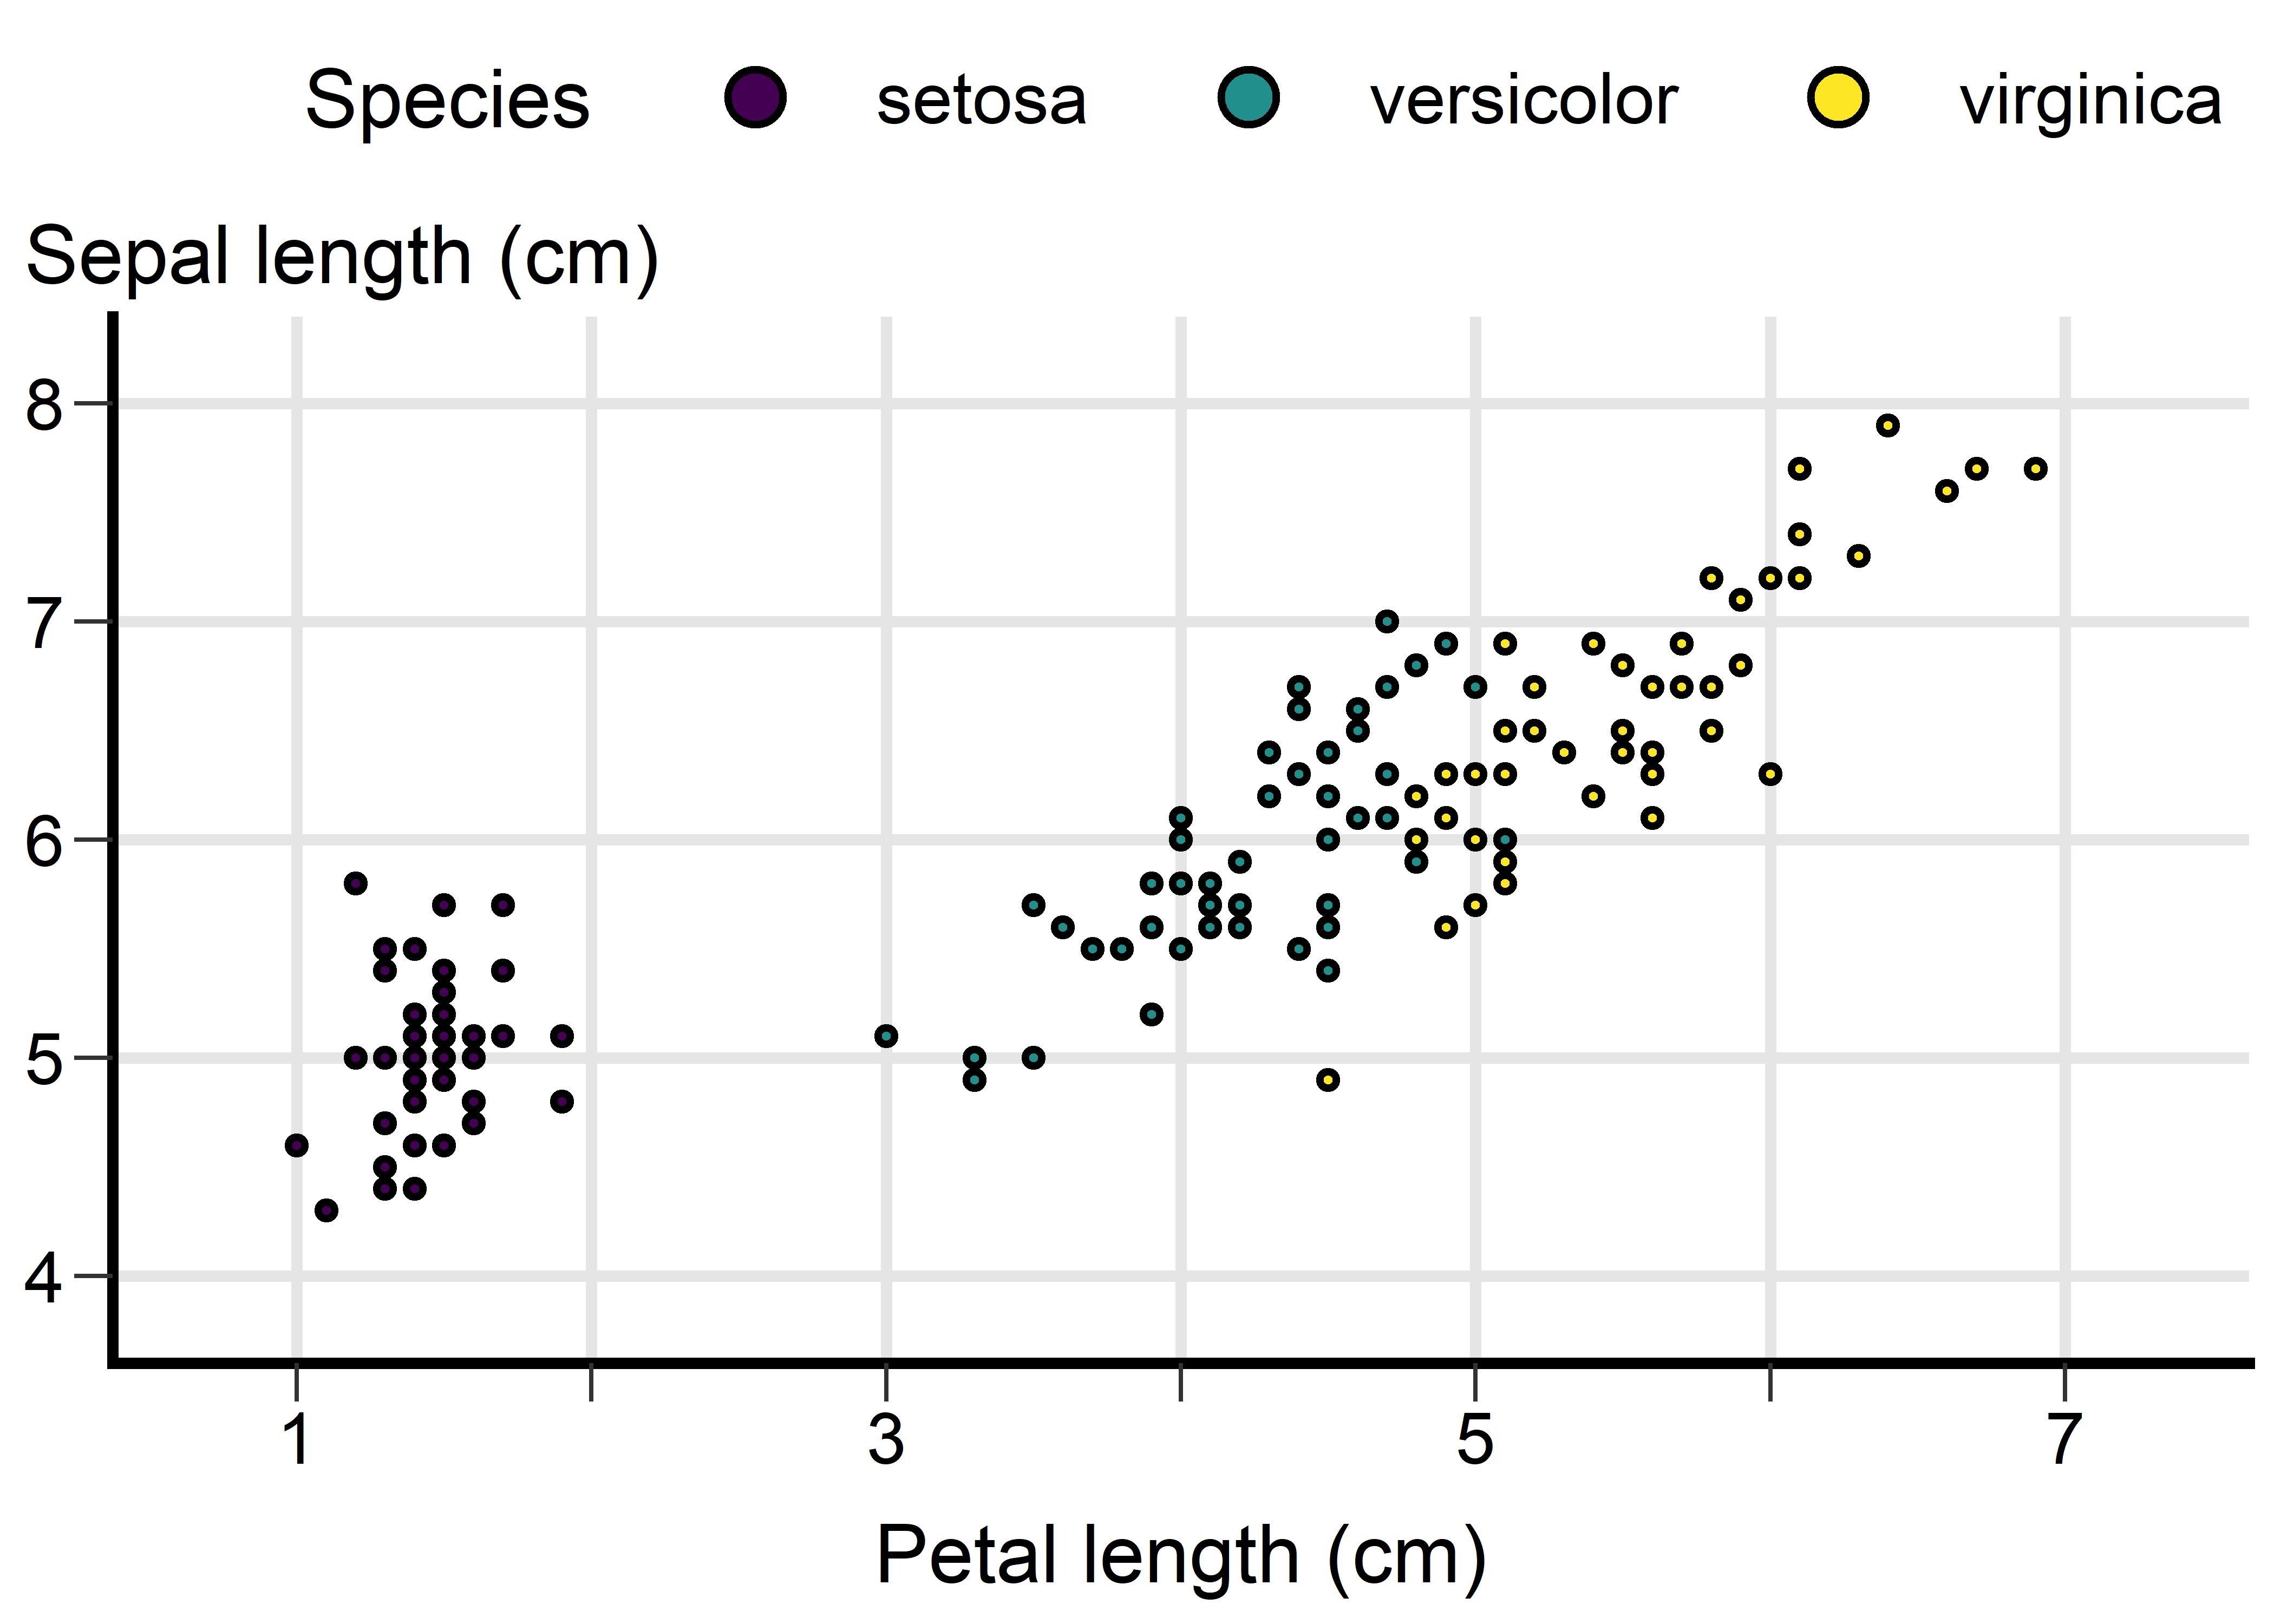 Species setosa versicolor virginica
Sepal length (cm)
8
7
6
5
4
1 3 5 7
Petal length (cm)